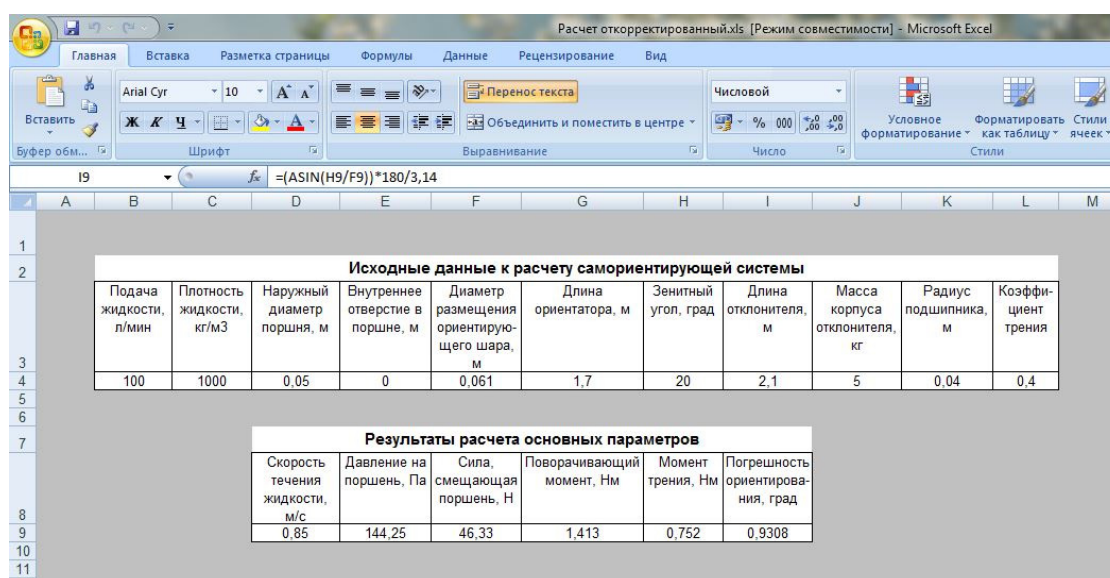 Расчет откорректированный.xls [Режим совместимости] - Microsoft Excel
Главная Вставка Разметка страницы Формулы Данные Рецензирование Вид
Вставить
Arial Cyr 10
Перенос текста
Числовой
Ж К Ч
Объединить и поместить в центре
% 000
Условное форматирование
Форматировать как таблицу
Стили ячеек
Буфер обм... Шрифт Выравнивание Число Стили
I9 fx =(ASIN(H9/F9))*180/3,14
A B C D E F G H I J K L M
1
2 Исходные данные к расчету самориентирующей системы
3 Подача жидкости, л/мин Плотность жидкости, кг/м3 Наружный диаметр поршня, м Внутреннее отверстие в поршне, м Диаметр размещения ориентирую-щего шара, м Длина ориентатора, м Зенитный угол, град Длина отклонителя, м Масса корпуса отклонителя, кг Радиус подшипника, м Коэффи-циент трения
4 100 1000 0,05 0 0,061 1,7 20 2,1 5 0,04 0,4
5
6
7 Результаты расчета основных параметров
8 Скорость течения жидкости, м/с Давление на поршень, Па Сила, смещающая поршень, Н Поворачивающий момент, Нм Момент трения, Нм Погрешность ориентирова-ния, град
9 0,85 144,25 46,33 1,413 0,752 0,9308
10
11